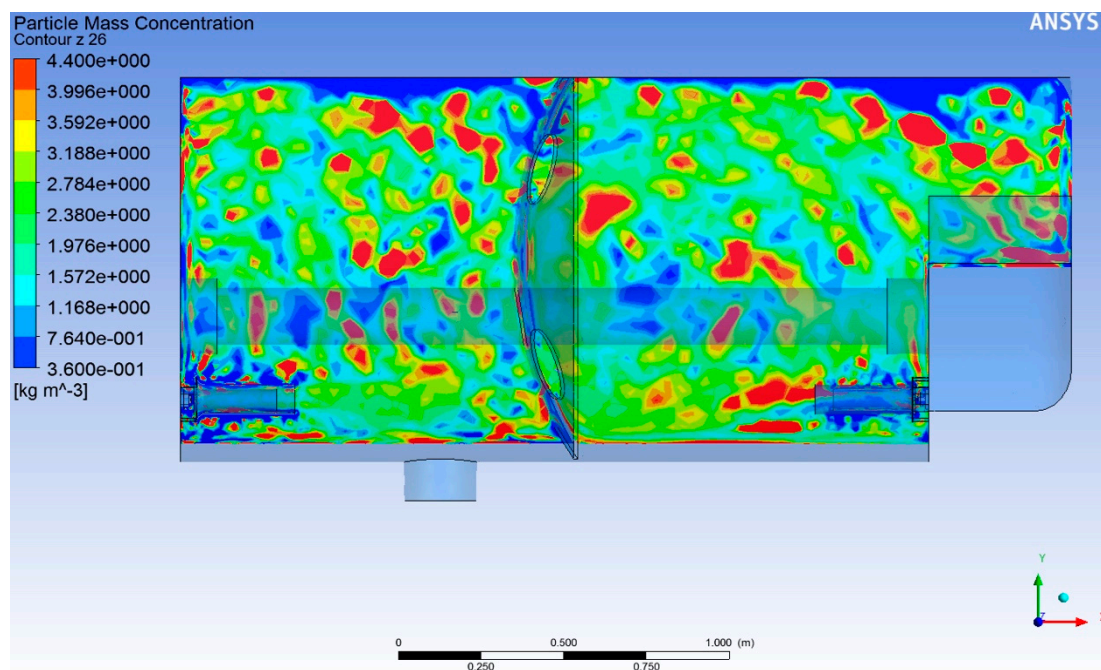 Particle Mass Concentration
Contour z 26
ANSYS
4.400e+000
3.996e+000
3.592e+000
3.188e+000
2.784e+000
2.380e+000
1.976e+000
1.572e+000
1.168e+000
7.640e-001
3.600e-001
[kg m^-3]
Y
Z
0 0.500 1.000 (m)
0.250 0.750